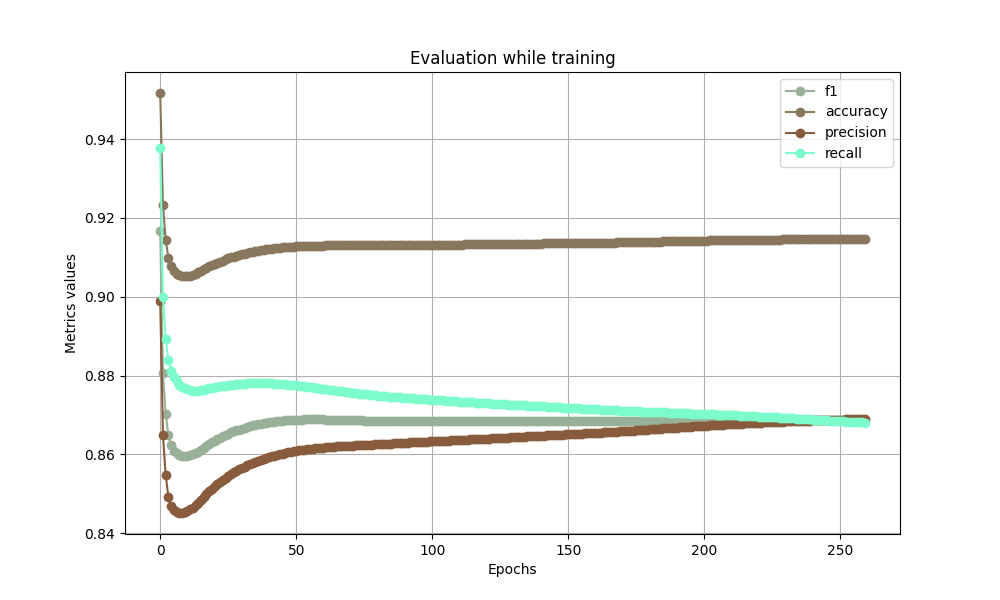 Evaluation while training
f1
accuracy
precision
recall
Metrics values
0.94
0.92
0.90
0.88
0.86
0.84
0
50
100
150
200
250
Epochs